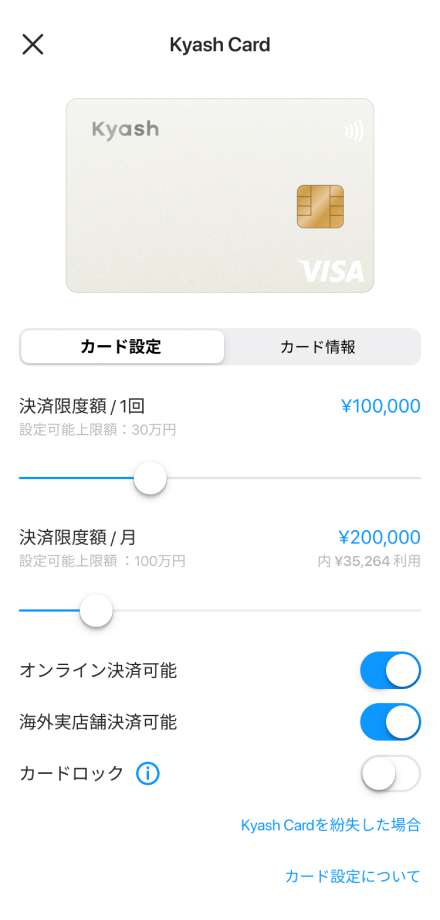 Kyash Card
Kyash
VISA
カード設定
カード情報
決済限度額 / 1回
¥100,000
設定可能上限額：30万円
決済限度額 / 月
¥200,000
設定可能上限額 ：100万円
内 ¥35,264 利用
オンライン決済可能
海外実店舗決済可能
カードロック
Kyash Cardを紛失した場合
カード設定について